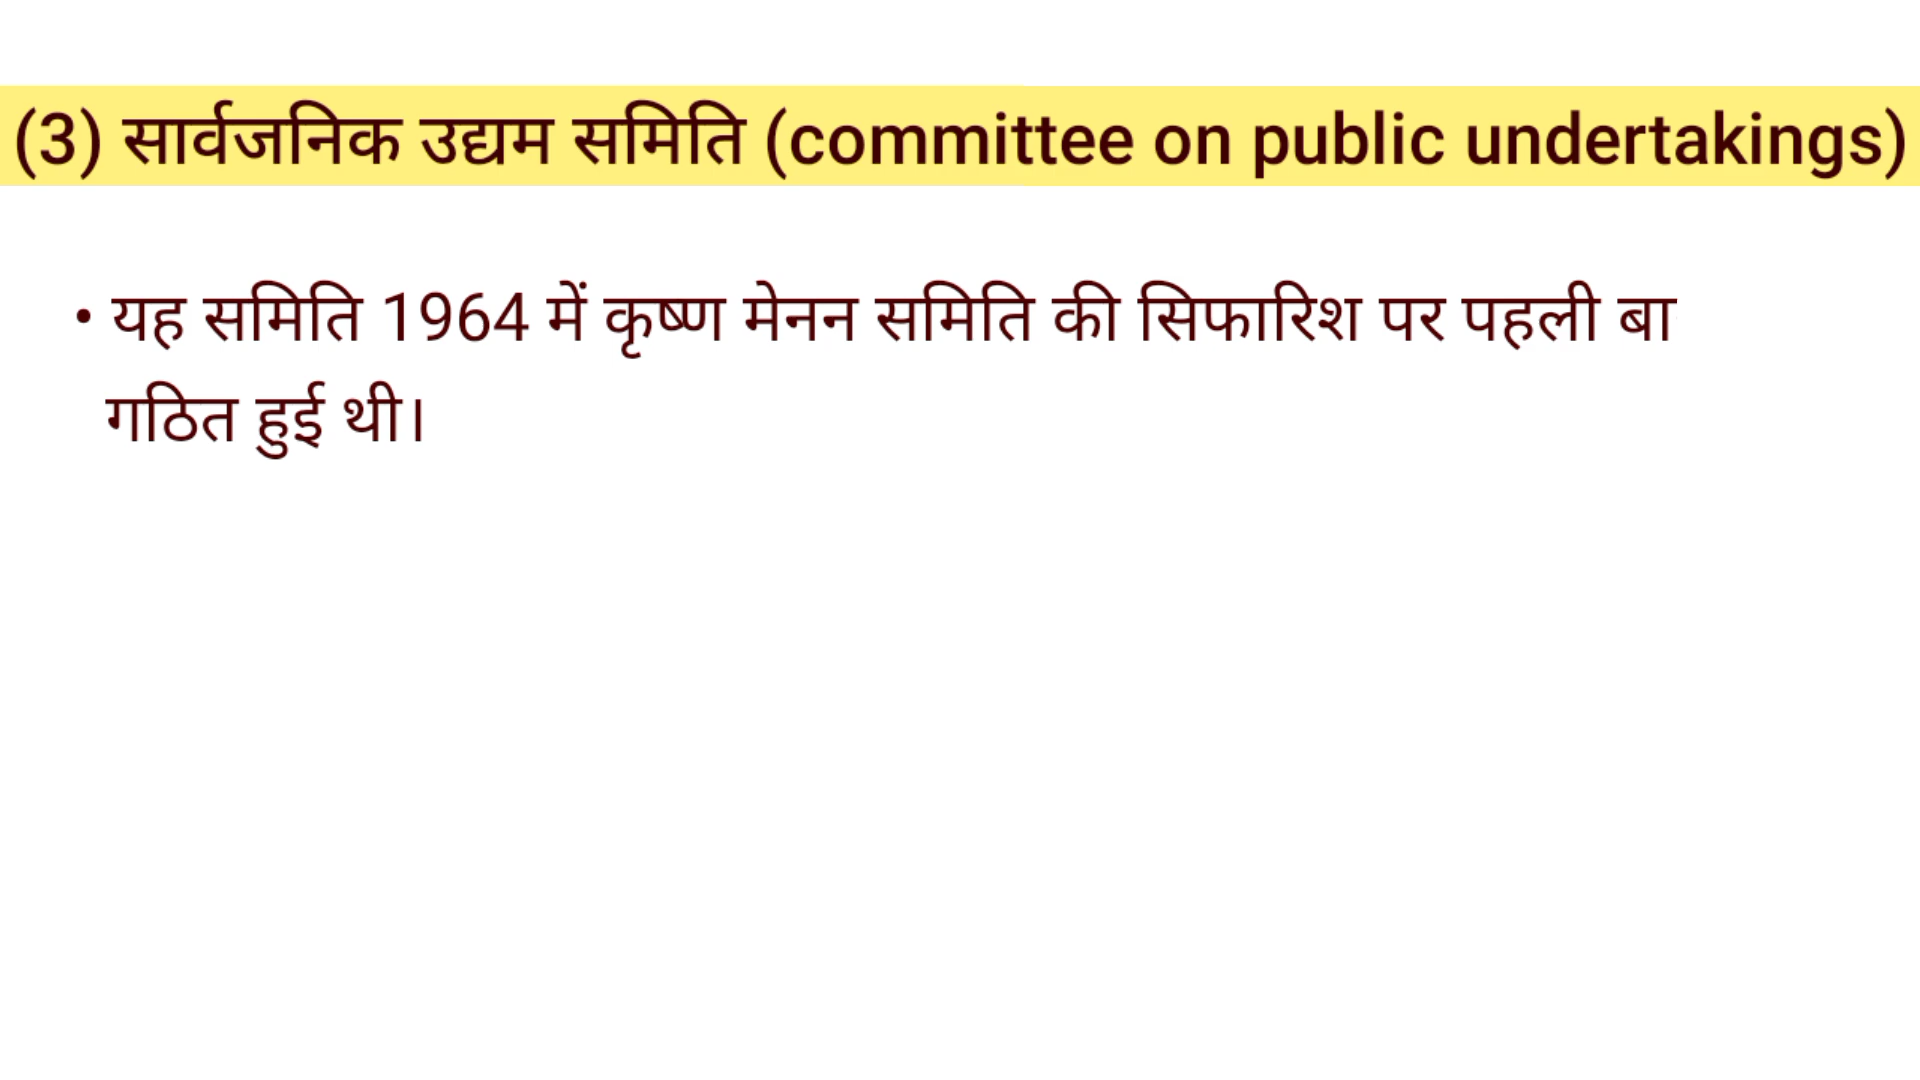 (3) सार्वजनिक उद्यम समिति (committee on public undertakings)
• यह समिति 1964 में कृष्ण मेनन समिति की सिफारिश पर पहली बा
गठित हुई थी।